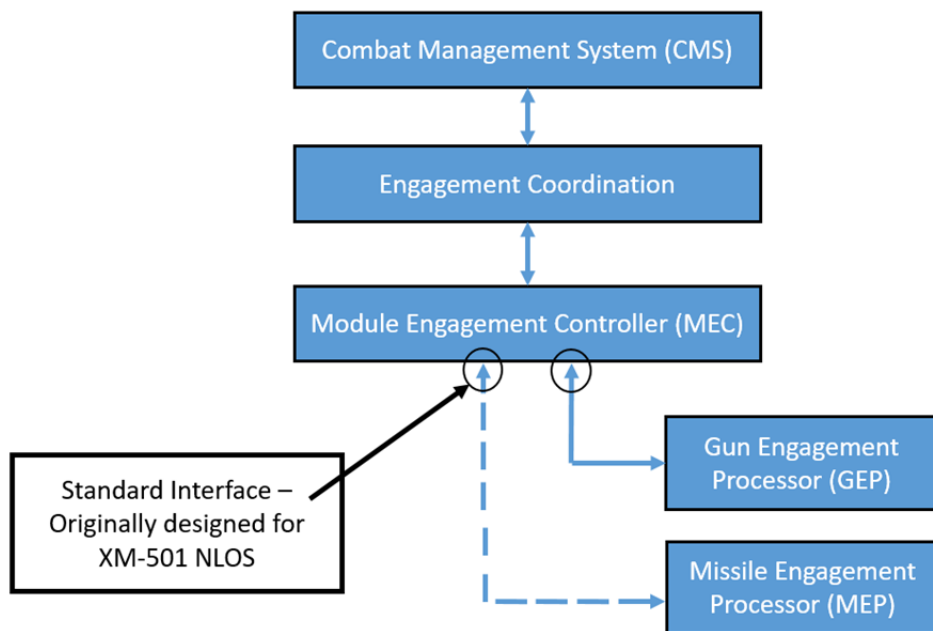 Combat Management System (CMS)
Engagement Coordination
Module Engagement Controller (MEC)
Gun Engagement
Processor (GEP)
Standard Interface –
Originally designed for
XM-501 NLOS
Missile Engagement
Processor (MEP)